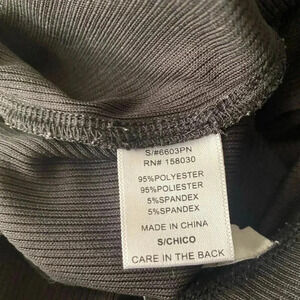 S/#6603PN
RN# 158030
95%POLYESTER
95%POLIESTER
5%SPANDEX
5%SPANDEX
MADE IN CHINA
S/CHICO
CARE IN THE BACK